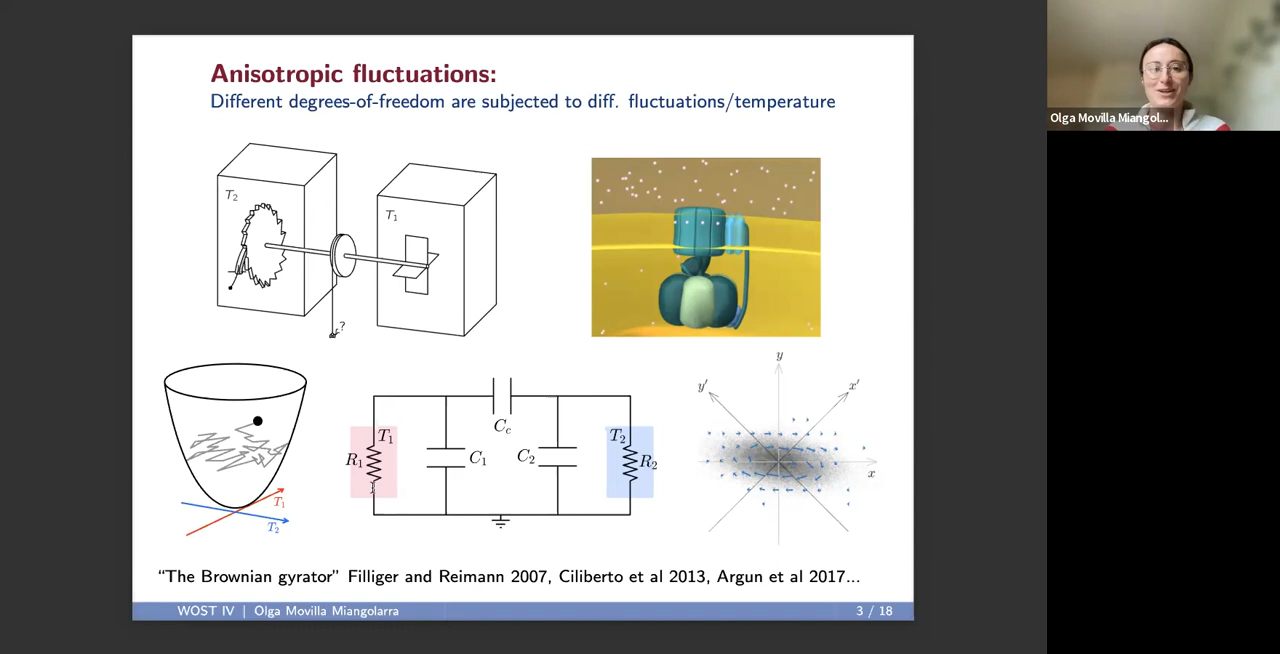 Anisotropic fluctuations:
Different degrees-of-freedom are subjected to diff. fluctuations/temperature
T₂
T₁
?
T₁
T₂
R₁
T₁
C₁
C_c
C₂
T₂
R₂
y
y′
x′
x
“The Brownian gyrator” Filliger and Reimann 2007, Ciliberto et al 2013, Argun et al 2017...
WOST IV | Olga Movilla Miangolarra
3 / 18
Olga Movilla Miangol...